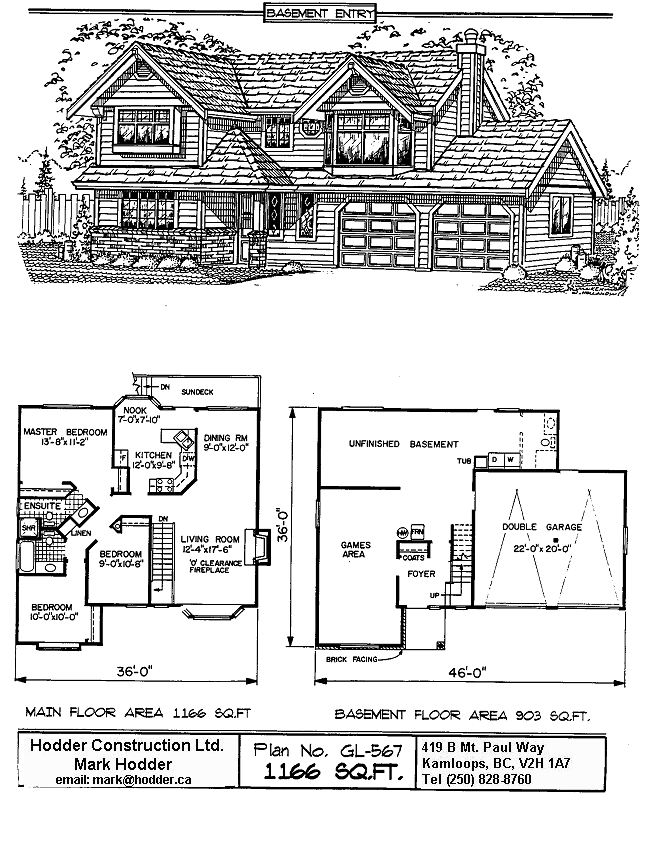 BASEMENT ENTRY
DN
SUNDECK
NOOK
7'-0"x7'-10"
MASTER BEDROOM
13'-8"x11'-2"
DINING RM
9'-0"x12'-0"
KITCHEN
12'-0"x9'-8"
F
DW
ENSUITE
SHR
LINEN
DN
BEDROOM
9'-0"x10'-8"
LIVING ROOM
12'-4"x17'-6"
'O' CLEARANCE
FIREPLACE
BEDROOM
10'-0"x10'-0"
36'-0"
36'-0"
UNFINISHED BASEMENT
TUB
D
W
GAMES
AREA
HW
FRN
COATS
FOYER
UP
DOUBLE GARAGE
22'-0"x 20'-0"
BRICK FACING
46'-0"
MAIN FLOOR AREA 1166 SQ.FT
BASEMENT FLOOR AREA 903 SQ.FT.
Hodder Construction Ltd.
Mark Hodder
email: mark@hodder.ca
Plan No. GL-567
1166 SQ.FT.
419 B Mt. Paul Way
Kamloops, BC, V2H 1A7
Tel (250) 828-8760